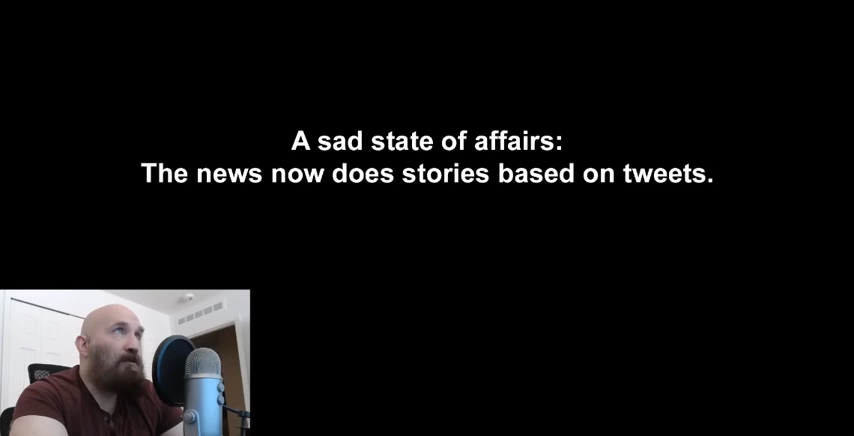 A sad state of affairs:
The news now does stories based on tweets.